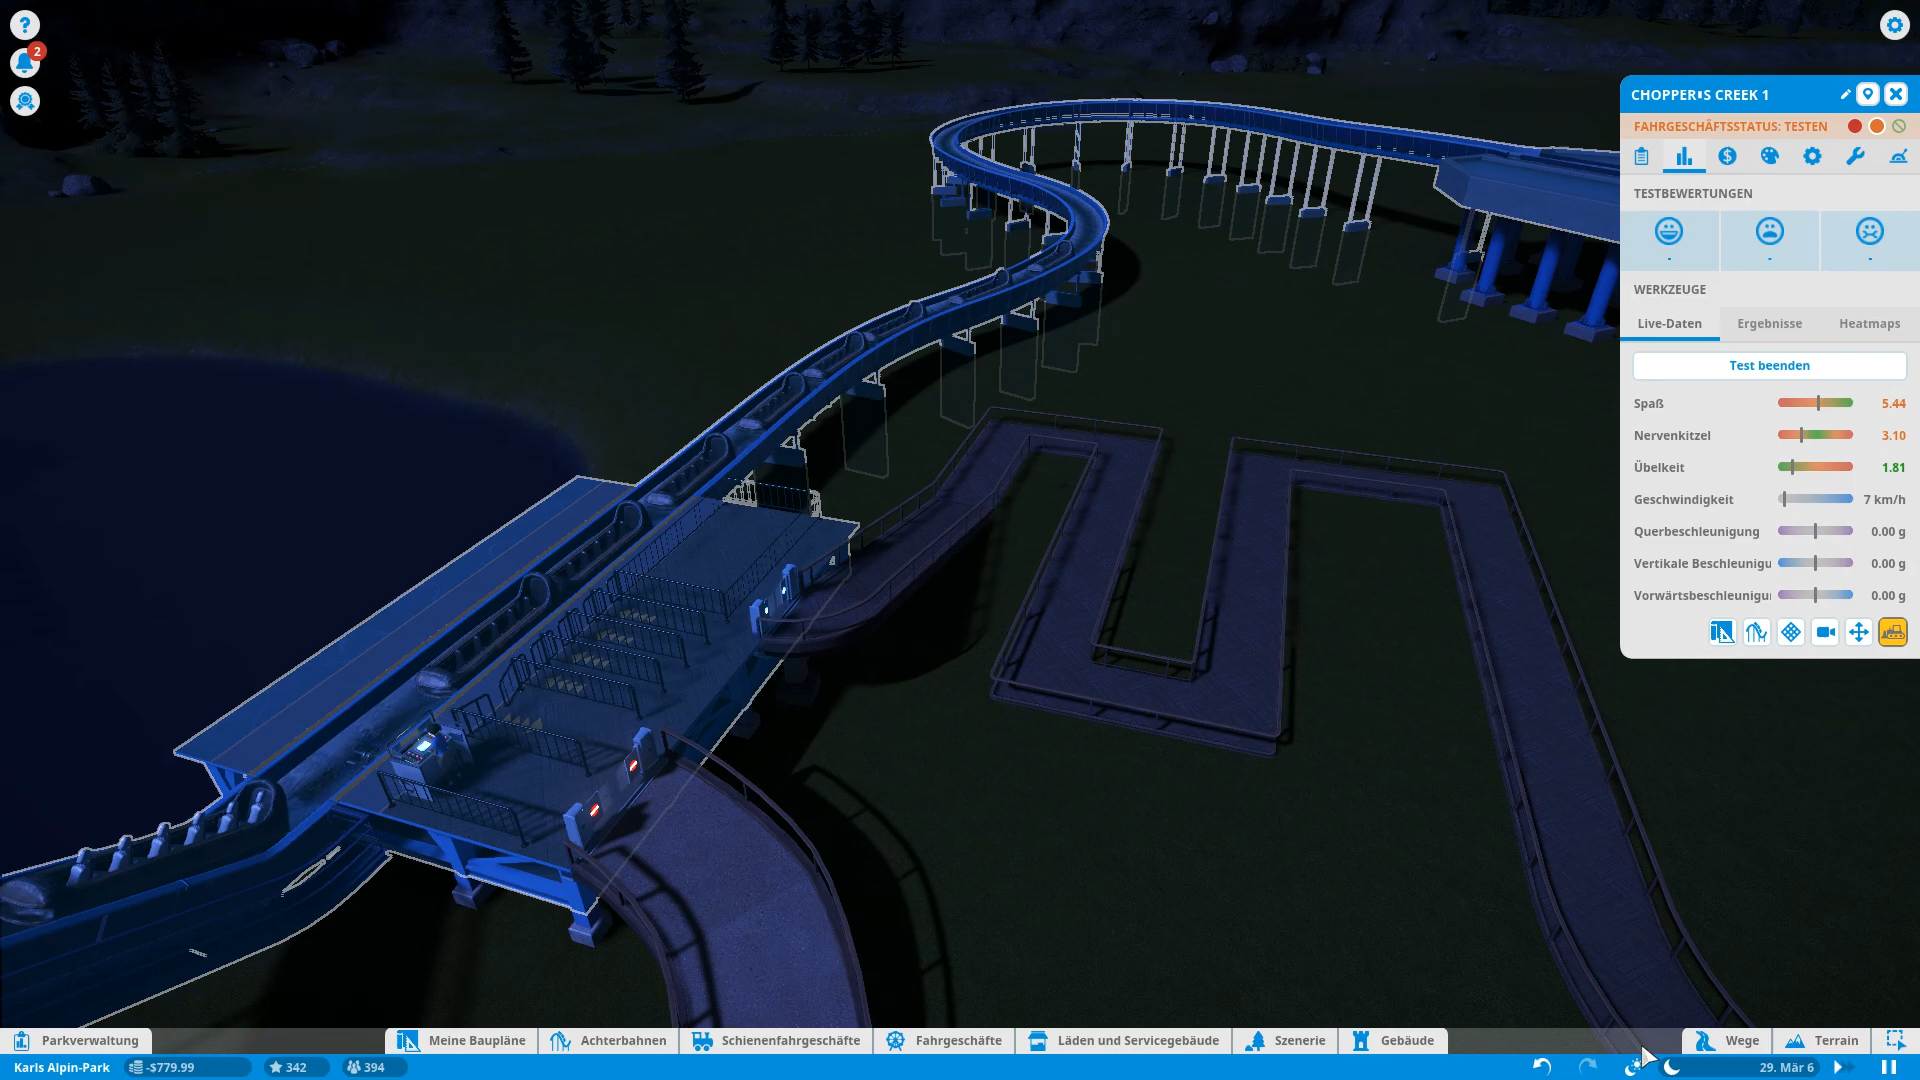 ?
2
CHOPPER'S CREEK 1
FAHRGESCHÄFTSSTATUS: TESTEN
TESTBEWERTUNGEN
- - -
WERKZEUGE
Live-Daten Ergebnisse Heatmaps
Test beenden
Spaß 5.44
Nervenkitzel 3.10
Übelkeit 1.81
Geschwindigkeit 7 km/h
Querbeschleunigung 0.00 g
Vertikale Beschleunigu 0.00 g
Vorwärtsbeschleunigu 0.00 g
Parkverwaltung Meine Baupläne Achterbahnen Schienenfahrgeschäfte Fahrgeschäfte Läden und Servicegebäude Szenerie Gebäude Wege Terrain
Karls Alpin-Park -$779.99 342 394 29. Mär 6